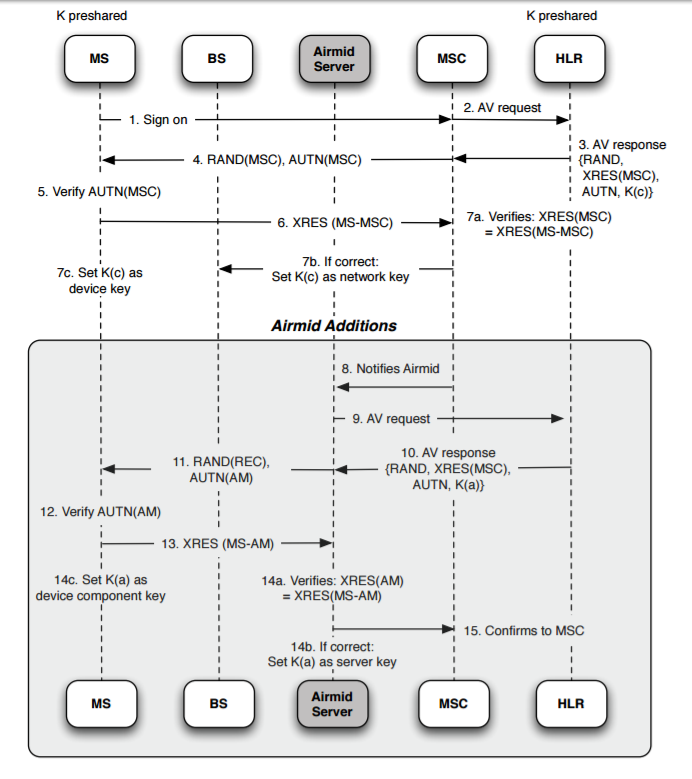 K preshared
K preshared
MS
BS
Airmid
Server
MSC
HLR
1. Sign on
2. AV request
3. AV response
{RAND,
XRES(MSC),
AUTN, K(c)}
4. RAND(MSC), AUTN(MSC)
5. Verify AUTN(MSC)
6. XRES (MS-MSC)
7a. Verifies: XRES(MSC)
= XRES(MS-MSC)
7b. If correct:
Set K(c) as network key
7c. Set K(c) as
device key
Airmid Additions
8. Notifies Airmid
9. AV request
10. AV response
{RAND, XRES(MSC),
AUTN, K(a)}
11. RAND(REC),
AUTN(AM)
12. Verify AUTN(AM)
13. XRES (MS-AM)
14a. Verifies: XRES(AM)
= XRES(MS-AM)
14c. Set K(a) as
device component key
15. Confirms to MSC
14b. If correct:
Set K(a) as server key
MS
BS
Airmid
Server
MSC
HLR